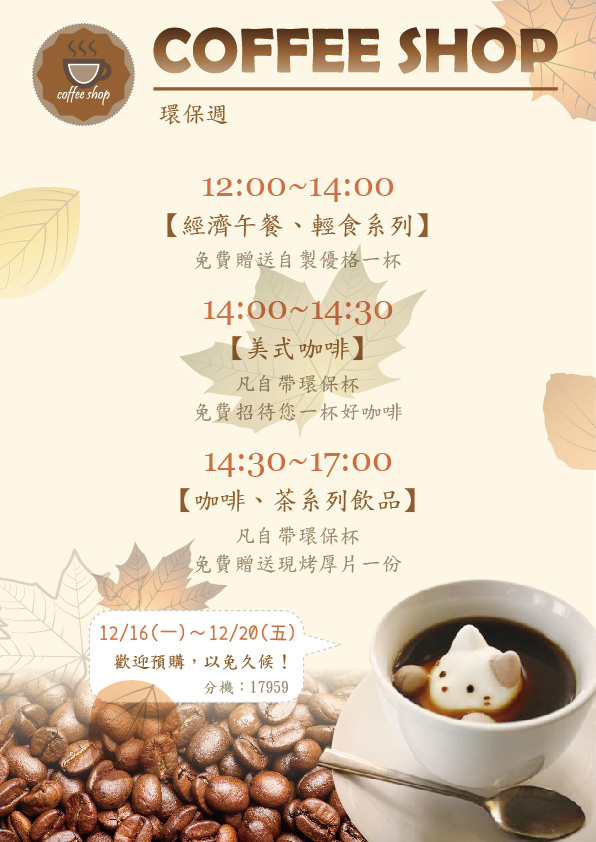 coffee shop
COFFEE SHOP
環保週
12:00~14:00
【經濟午餐、輕食系列】
免費贈送自製優格一杯
14:00~14:30
【美式咖啡】
凡自帶環保杯
免費招待您一杯好咖啡
14:30~17:00
【咖啡、茶系列飲品】
凡自帶環保杯
免費贈送現烤厚片一份
12/16(一)～12/20(五)
歡迎預購，以免久候！
分機：17959